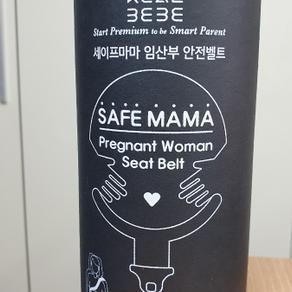 BEBE
Start Premium to be Smart Parent
세이프마마 임산부 안전벨트
SAFE MAMA
Pregnant Woman
Seat Belt